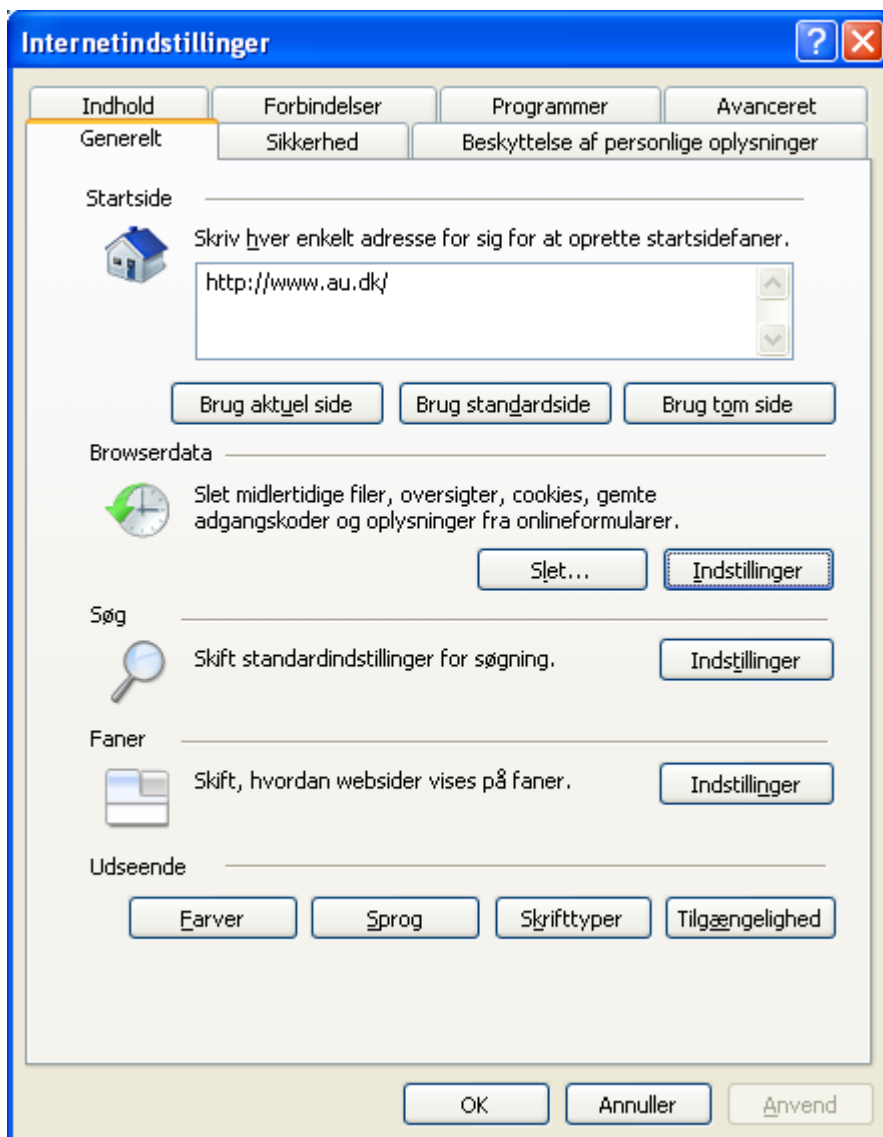 Internetindstillinger
Indhold Forbindelser Programmer Avanceret
Generelt Sikkerhed Beskyttelse af personlige oplysninger
Startside
Skriv hver enkelt adresse for sig for at oprette startsidefaner.
http://www.au.dk/
Brug aktuel side Brug standardside Brug tom side
Browserdata
Slet midlertidige filer, oversigter, cookies, gemte
adgangskoder og oplysninger fra onlineformularer.
Slet... Indstillinger
Søg
Skift standardindstillinger for søgning. Indstillinger
Faner
Skift, hvordan websider vises på faner. Indstillinger
Udseende
Farver Sprog Skrifttyper Tilgængelighed
OK Annuller Anvend